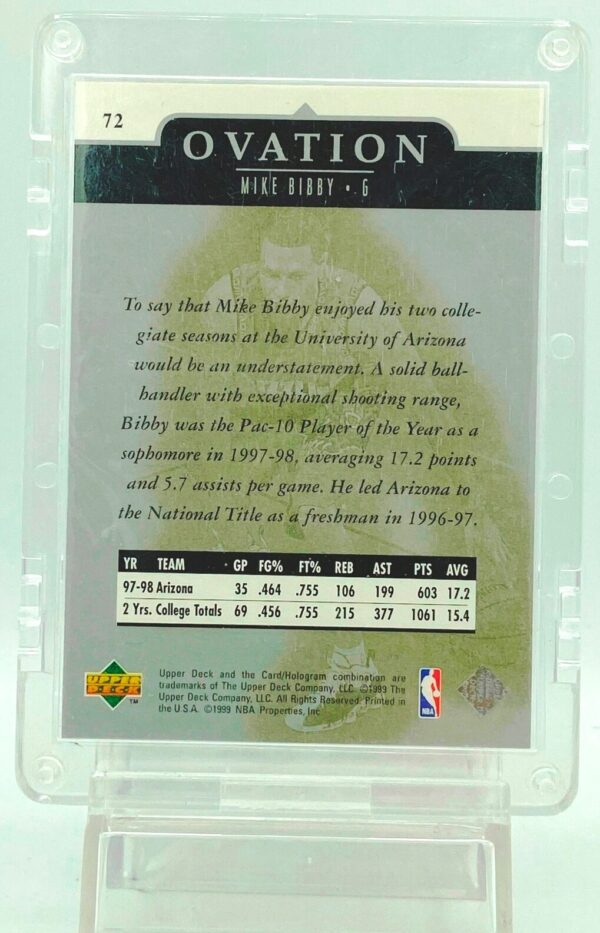 72
OVATION
MIKE BIBBY • G
To say that Mike Bibby enjoyed his two colle-
giate seasons at the University of Arizona
would be an understatement. A solid ball-
handler with exceptional shooting range,
Bibby was the Pac-10 Player of the Year as a
sophomore in 1997-98, averaging 17.2 points
and 5.7 assists per game. He led Arizona to
the National Title as a freshman in 1996-97.
YR TEAM GP FG% FT% REB AST PTS AVG
97-98 Arizona 35 .464 .755 106 199 603 17.2
2 Yrs. College Totals 69 .456 .755 215 377 1061 15.4
UPPER
DECK
TM
Upper Deck and the Card/Hologram combination are
trademarks of The Upper Deck Company, LLC. ©1999 The
Upper Deck Company, LLC. All Rights Reserved. Printed in
the U.S.A. ©1999 NBA Properties, Inc.
NBA